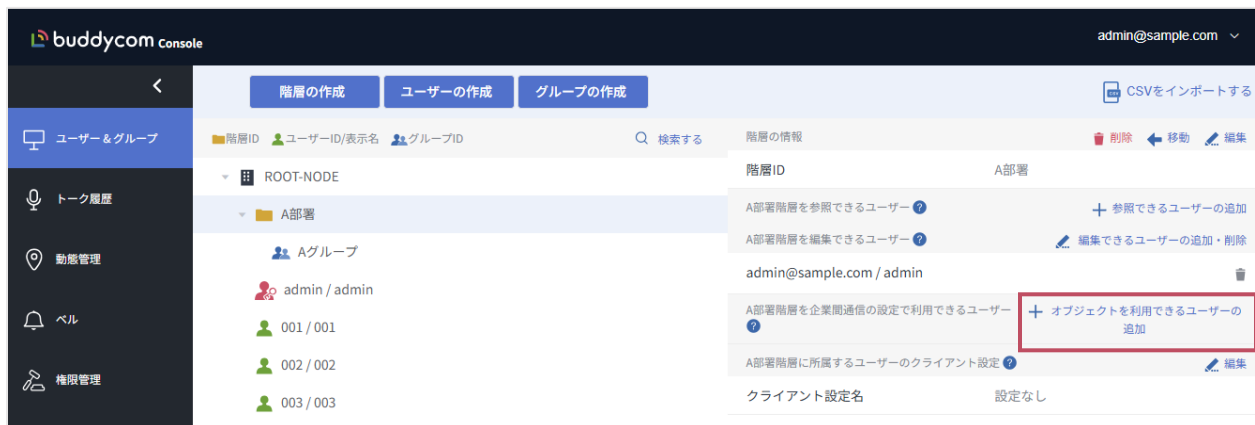 buddycom Console
admin@sample.com
階層の作成
ユーザーの作成
グループの作成
CSVをインポートする
ユーザー＆グループ
トーク履歴
動態管理
ベル
権限管理
階層ID ユーザーID/表示名 グループID
検索する
ROOT-NODE
A部署
Aグループ
admin / admin
001 / 001
002 / 002
003 / 003
階層の情報
削除 移動 編集
階層ID A部署
A部署階層を参照できるユーザー ?
参照できるユーザーの追加
A部署階層を編集できるユーザー ?
編集できるユーザーの追加・削除
admin@sample.com / admin
A部署階層を企業間通信の設定で利用できるユーザー
?
オブジェクトを利用できるユーザーの
追加
A部署階層に所属するユーザーのクライアント設定 ?
編集
クライアント設定名 設定なし